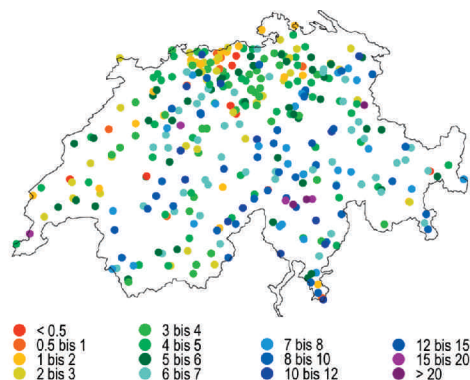 < 0.5
0.5 bis 1
1 bis 2
2 bis 3
3 bis 4
4 bis 5
5 bis 6
6 bis 7
7 bis 8
8 bis 10
10 bis 12
12 bis 15
15 bis 20
> 20